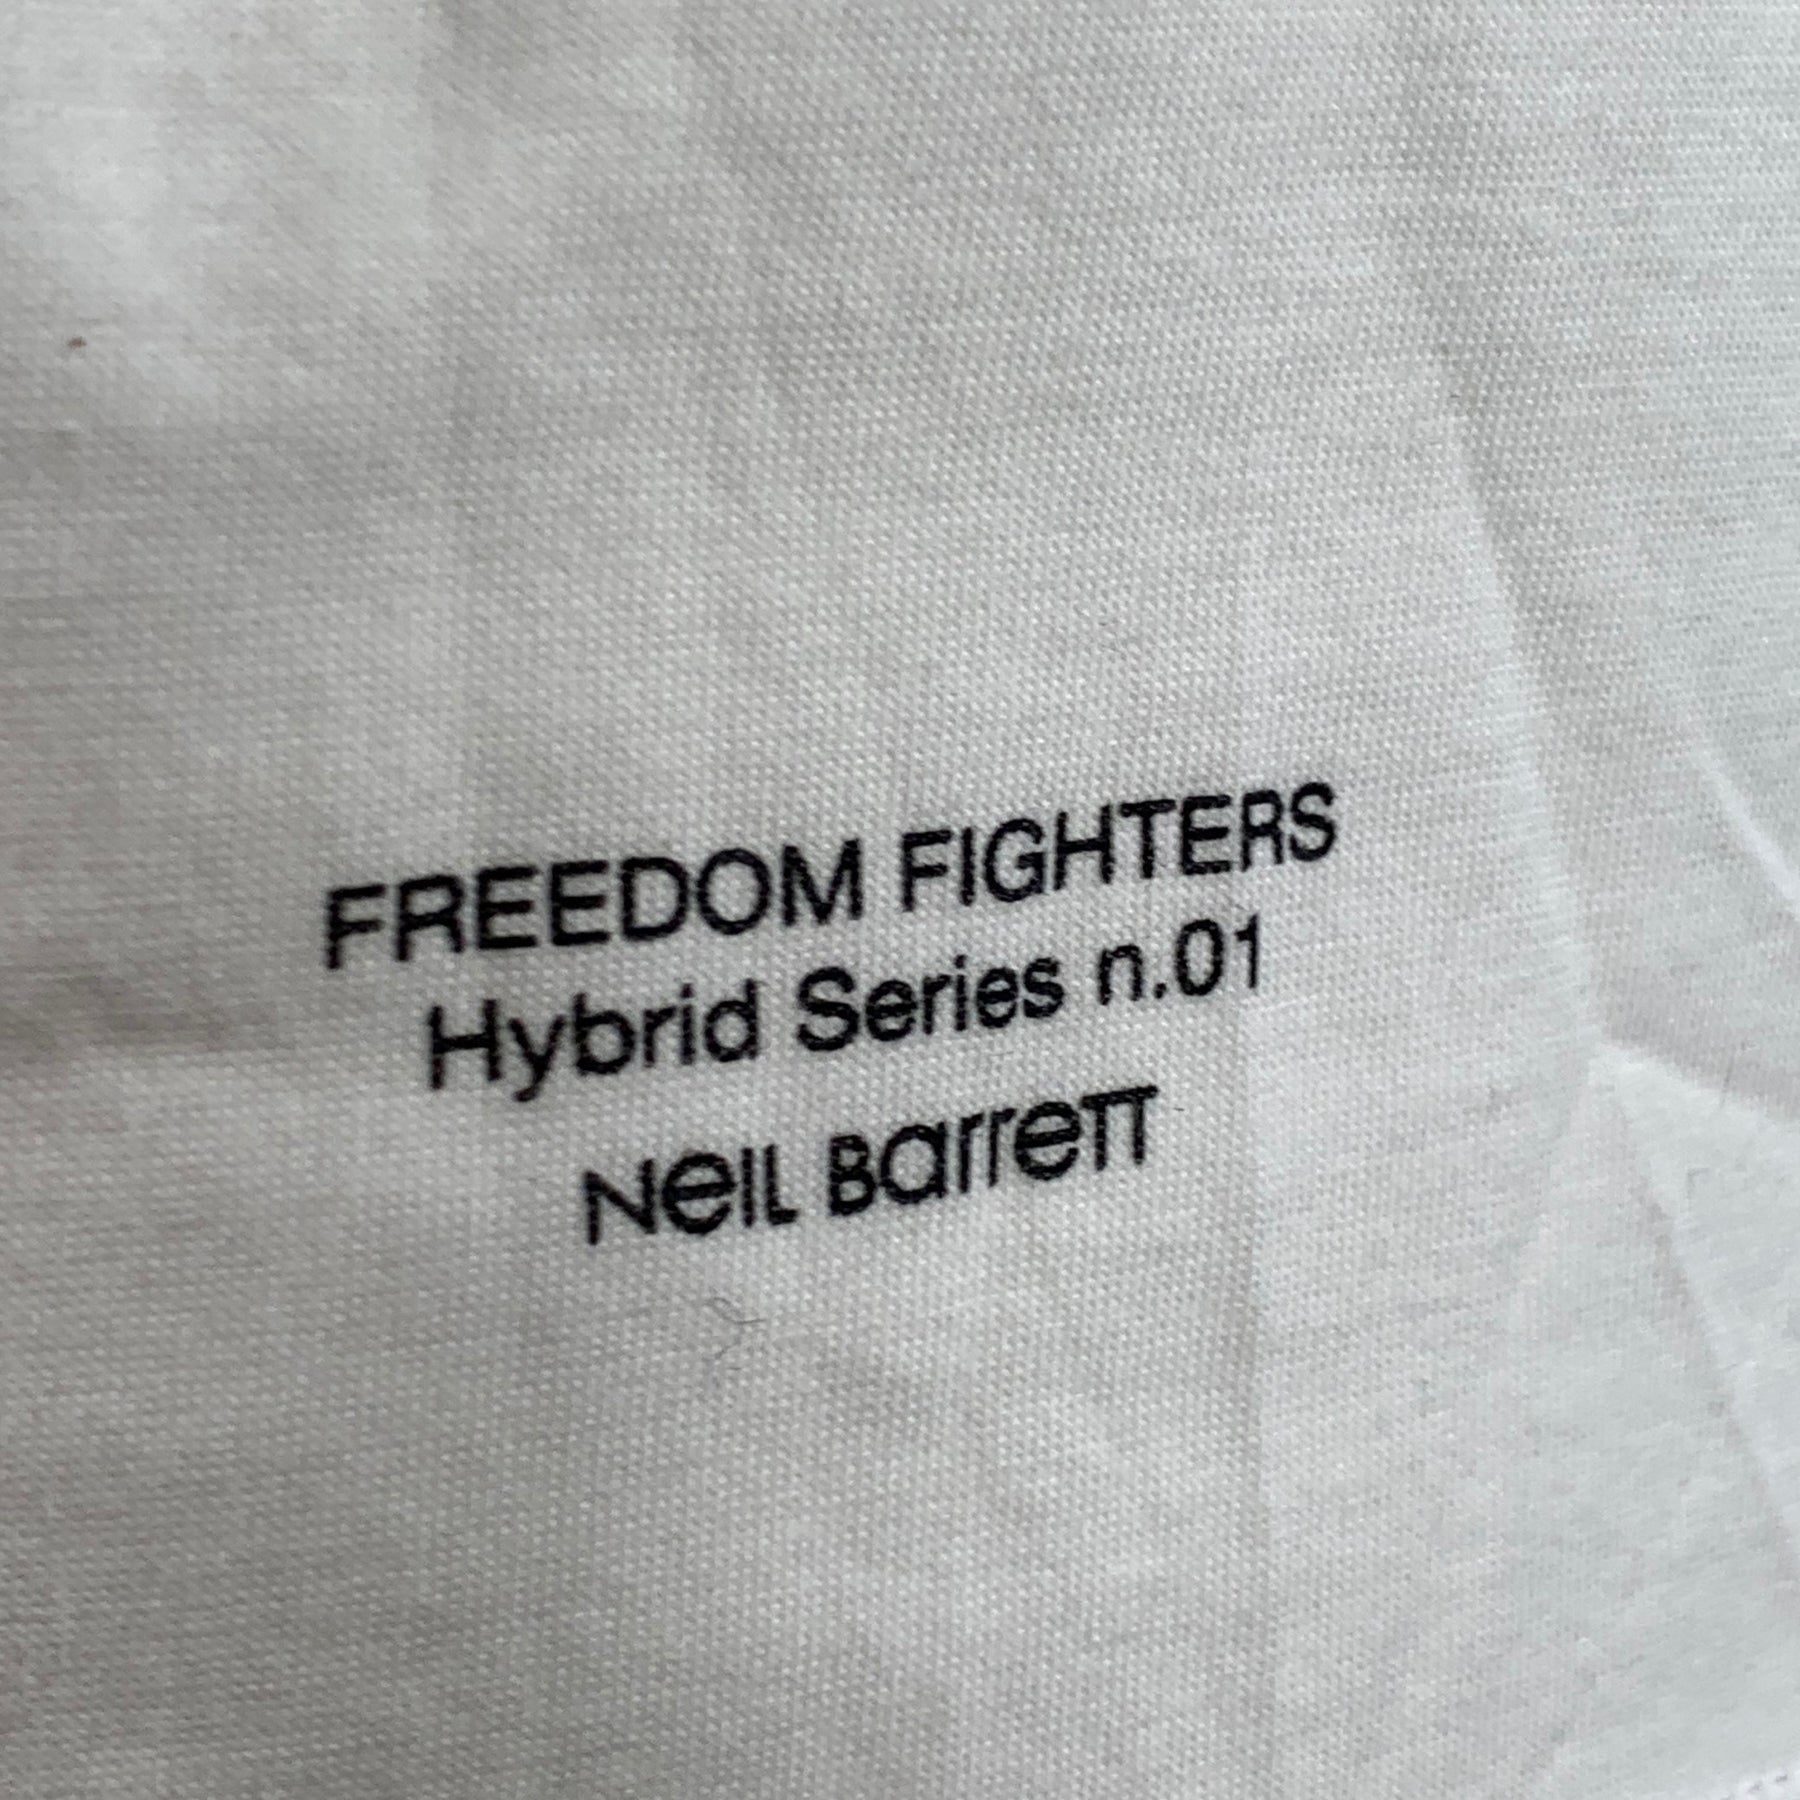 FREEDOM FIGHTERS
Hybrid Series n.01
Neil Barrett